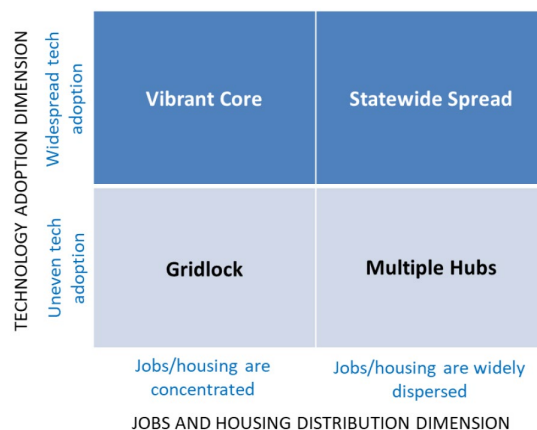 TECHNOLOGY ADOPTION DIMENSION
Widespread tech
adoption
Vibrant Core
Statewide Spread
Uneven tech
adoption
Gridlock
Multiple Hubs
Jobs/housing are
concentrated
Jobs/housing are widely
dispersed
JOBS AND HOUSING DISTRIBUTION DIMENSION